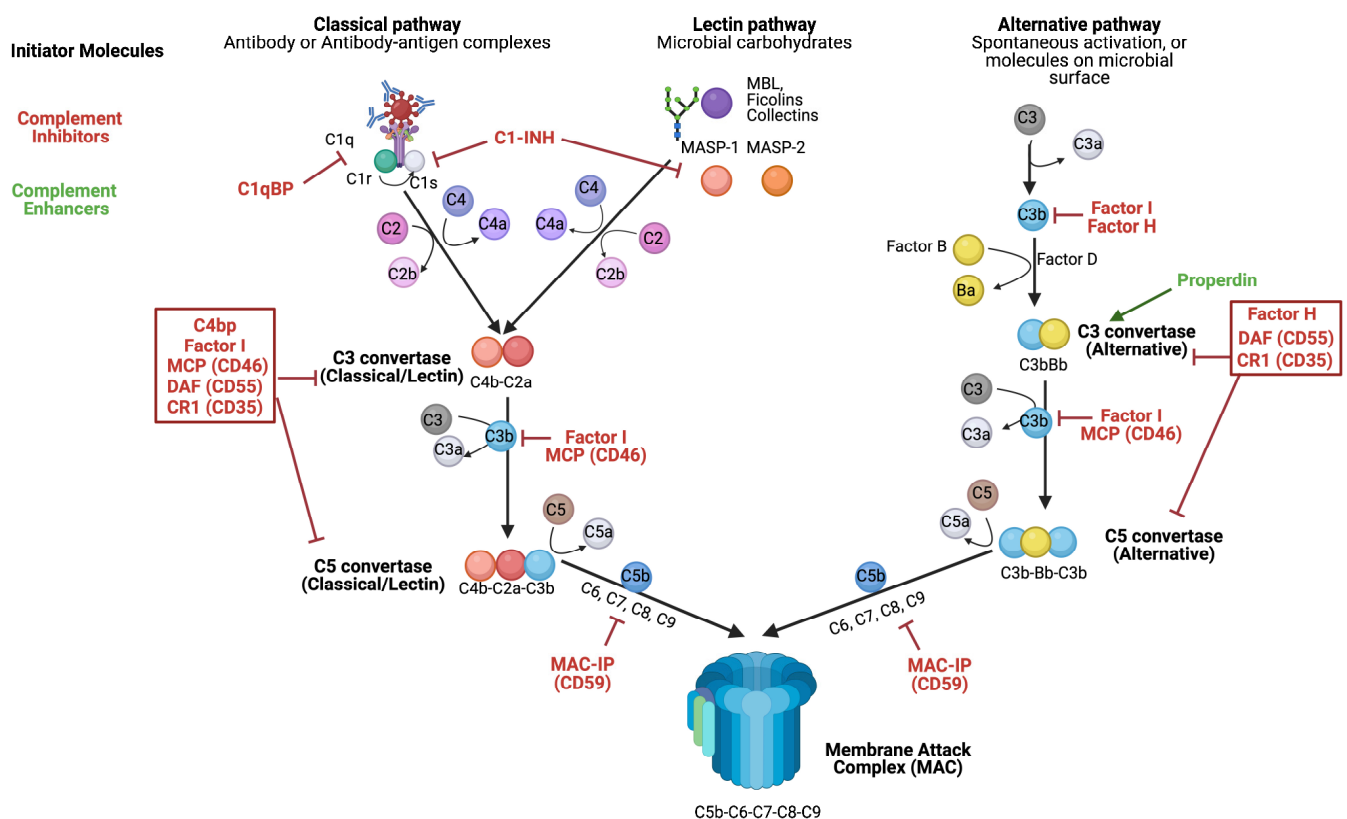 Initiator Molecules
Complement
Inhibitors
Complement
Enhancers
Classical pathway
Antibody or Antibody-antigen complexes
C1q
C1r
C1s
C1qBP
C1-INH
C4
C4a
C2
C2b
Lectin pathway
Microbial carbohydrates
MBL,
Ficolins
Collectins
MASP-1
MASP-2
C4
C4a
C2
C2b
C4bp
Factor I
MCP (CD46)
DAF (CD55)
CR1 (CD35)
C3 convertase
(Classical/Lectin)
C4b-C2a
C3
C3b
C3a
Factor I
MCP (CD46)
C5
C5a
C5 convertase
(Classical/Lectin)
C4b-C2a-C3b
C5b
C6, C7, C8, C9
MAC-IP
(CD59)
Alternative pathway
Spontaneous activation, or
molecules on microbial
surface
C3
C3a
C3b
Factor I
Factor H
Factor B
Factor D
Ba
Properdin
C3 convertase
(Alternative)
C3bBb
Factor H
DAF (CD55)
CR1 (CD35)
C3
C3b
C3a
Factor I
MCP (CD46)
C5
C5a
C5 convertase
(Alternative)
C3b-Bb-C3b
C5b
C6, C7, C8, C9
MAC-IP
(CD59)
Membrane Attack
Complex (MAC)
C5b-C6-C7-C8-C9